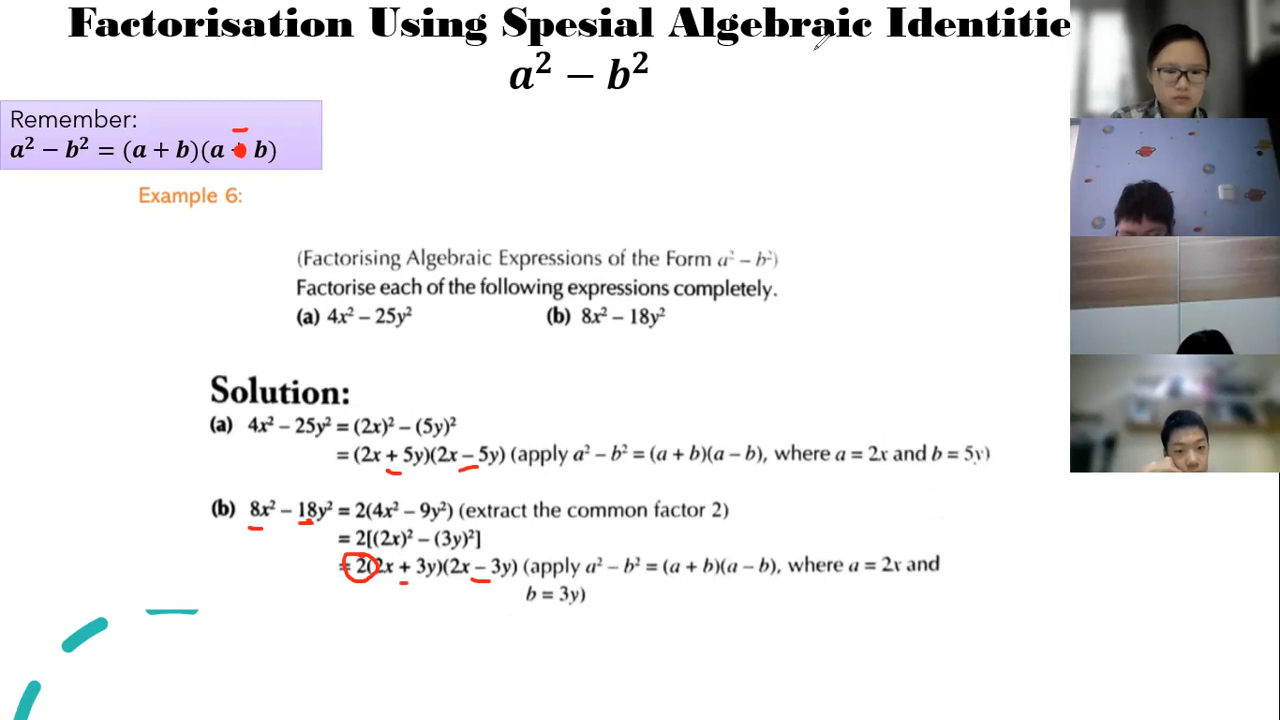 Factorisation Using Spesial Algebraic Identitie
a² − b²
Remember:
a² − b² = (a + b)(a − b)
Example 6:
(Factorising Algebraic Expressions of the Form a² − b²)
Factorise each of the following expressions completely.
(a) 4x² − 25y² (b) 8x² − 18y²
Solution:
(a) 4x² − 25y² = (2x)² − (5y)²
= (2x + 5y)(2x − 5y) (apply a² − b² = (a + b)(a − b), where a = 2x and b = 5y)
(b) 8x² − 18y² = 2(4x² − 9y²) (extract the common factor 2)
= 2[(2x)² − (3y)²]
= 2(2x + 3y)(2x − 3y) (apply a² − b² = (a + b)(a − b), where a = 2x and
b = 3y)